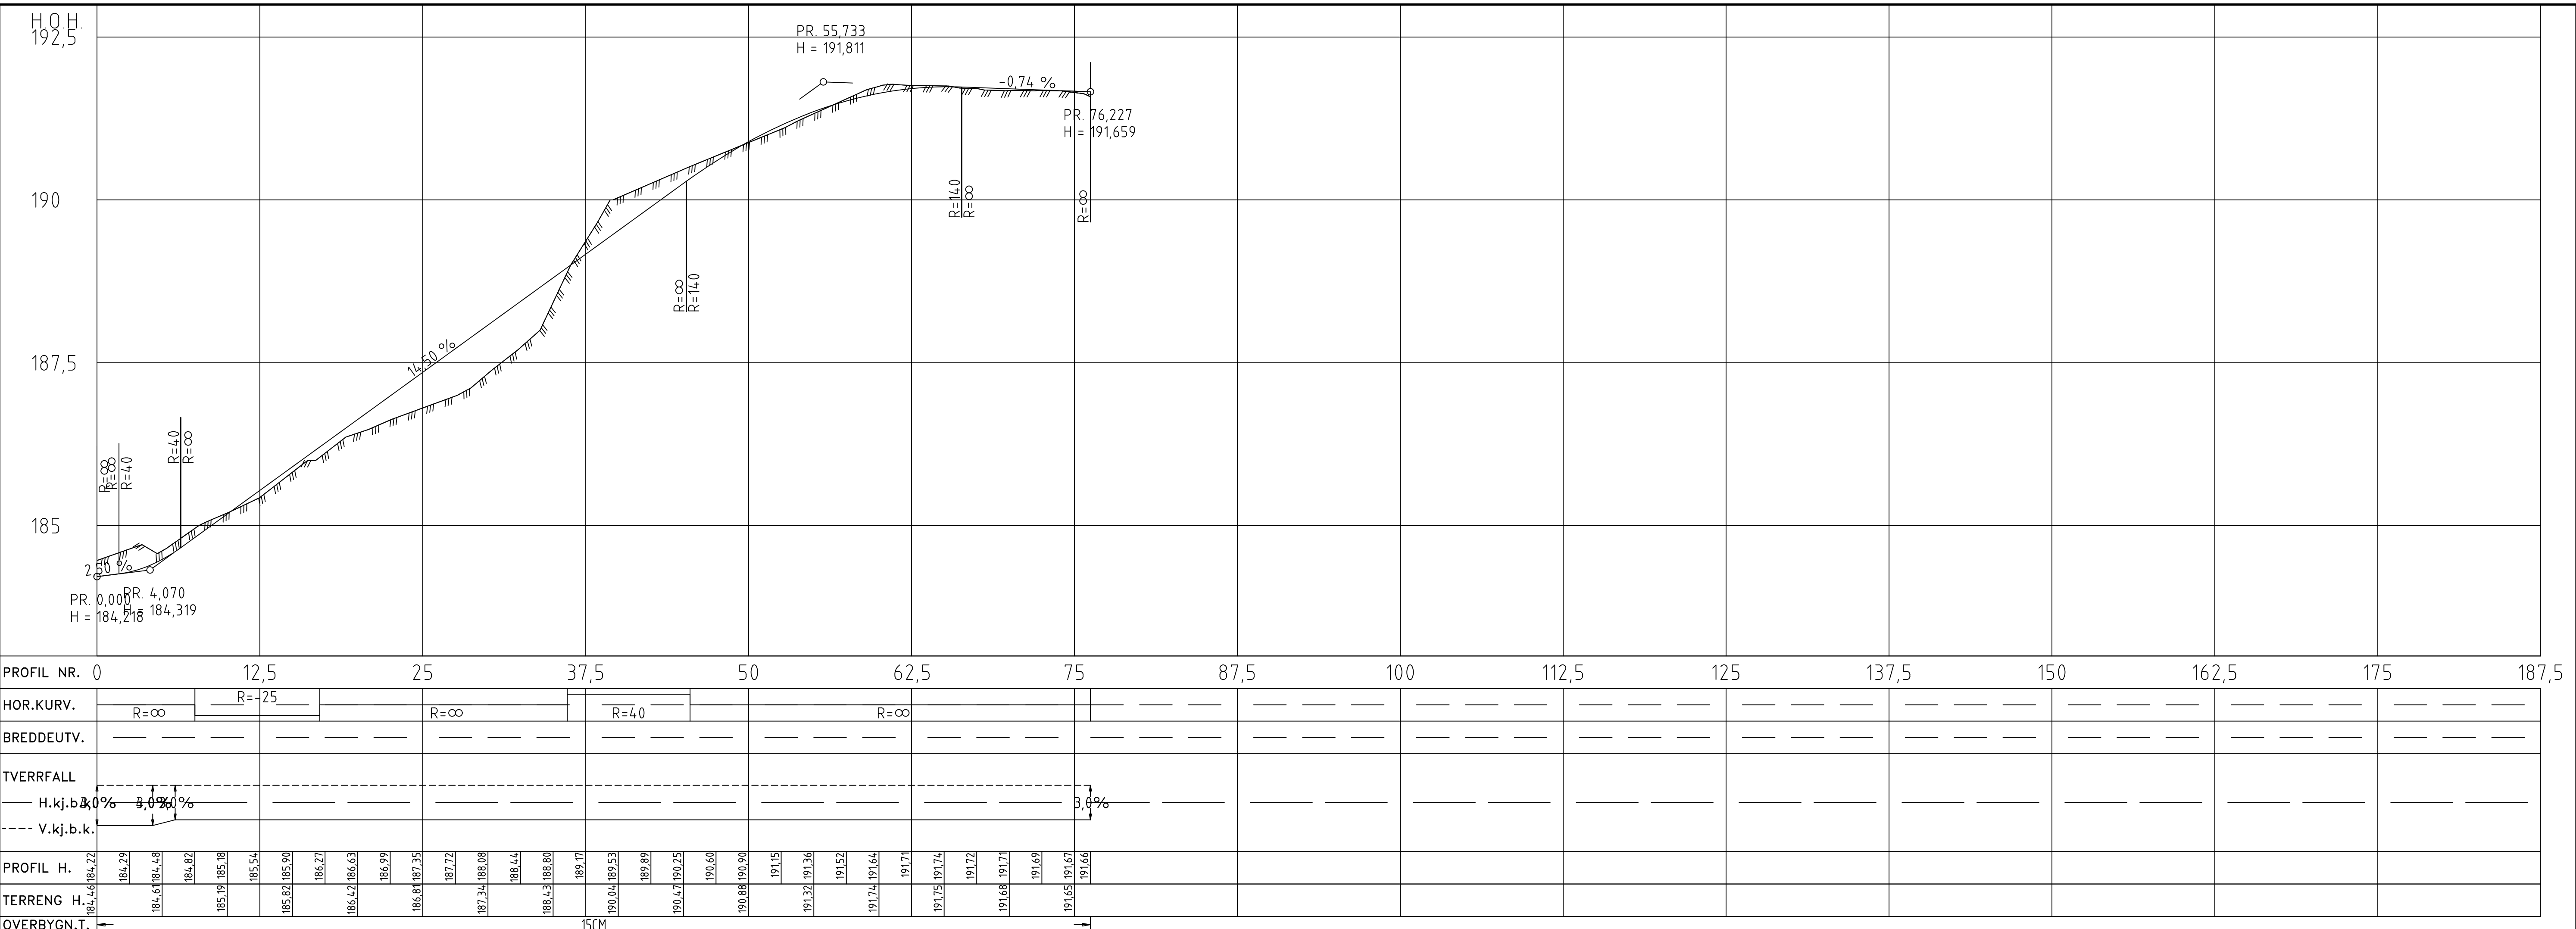 H.O.H.
192,5
190
187,5
185
PR. 55,733
H = 191,811
-0,74 %
PR. 76,227
H = 191,659
R=140
R=∞
R=∞
R=∞
R=140
14,50 %
R=40
R=∞
R=∞
R=∞
R=40
2,50 %
PR. 0,000
H = 184,218
PR. 4,070
H = 184,319
PROFIL NR. 0 12,5 25 37,5 50 62,5 75 87,5 100 112,5 125 137,5 150 162,5 175 187,5
HOR.KURV. R=∞ R=-25 R=∞ R=40 R=∞
BREDDEUTV.
TVERRFALL
H.kj.b.k. 3,0% 3,0%
V.kj.b.k.
PROFIL H. 184,22 184,29 184,48 184,82 185,18 185,54 185,90 186,27 186,63 186,99 187,35 187,72 188,08 188,44 188,80 189,17 189,53 189,89 190,25 190,60 190,90 191,15 191,36 191,52 191,64 191,71 191,74 191,72 191,71 191,69 191,67 191,66
TERRENG H. 184,46 184,61 185,19 185,82 186,42 186,81 187,34 188,43 190,04 190,47 190,88 191,32 191,74 191,75 191,68 191,65
OVERBYGN.T. 15CM